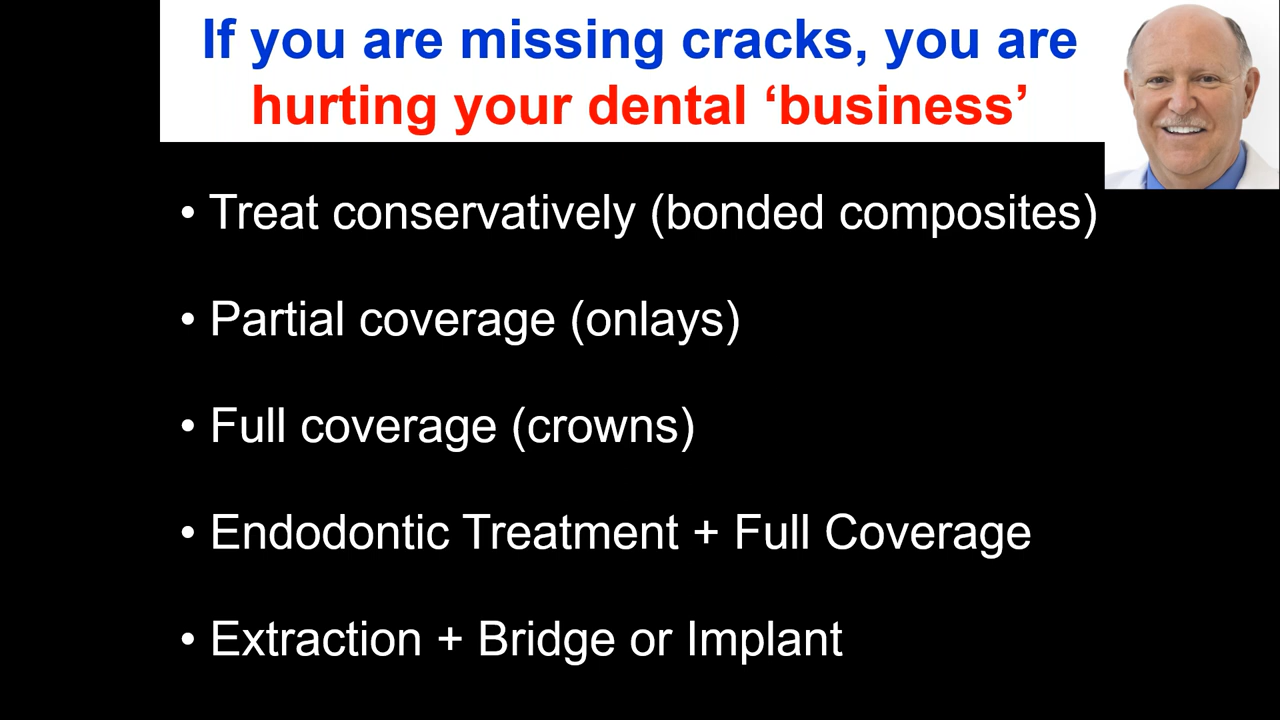 If you are missing cracks, you are
hurting your dental ‘business’
• Treat conservatively (bonded composites)
• Partial coverage (onlays)
• Full coverage (crowns)
• Endodontic Treatment + Full Coverage
• Extraction + Bridge or Implant